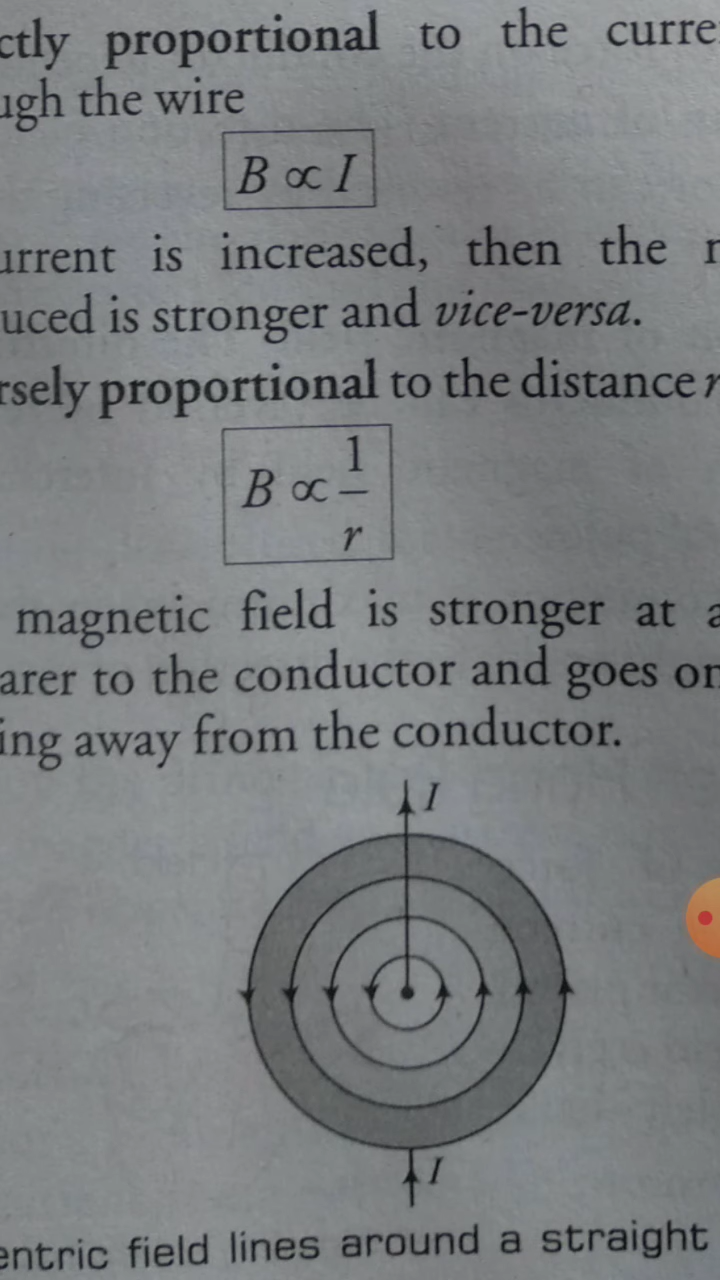 ctly proportional to the curre
ugh the wire
B ∝ I
urrent is increased, then the
uced is stronger and vice-versa.
rsely proportional to the distance r
B ∝ 1/r
magnetic field is stronger at a
arer to the conductor and goes on
ing away from the conductor.
I
I
entric field lines around a straight